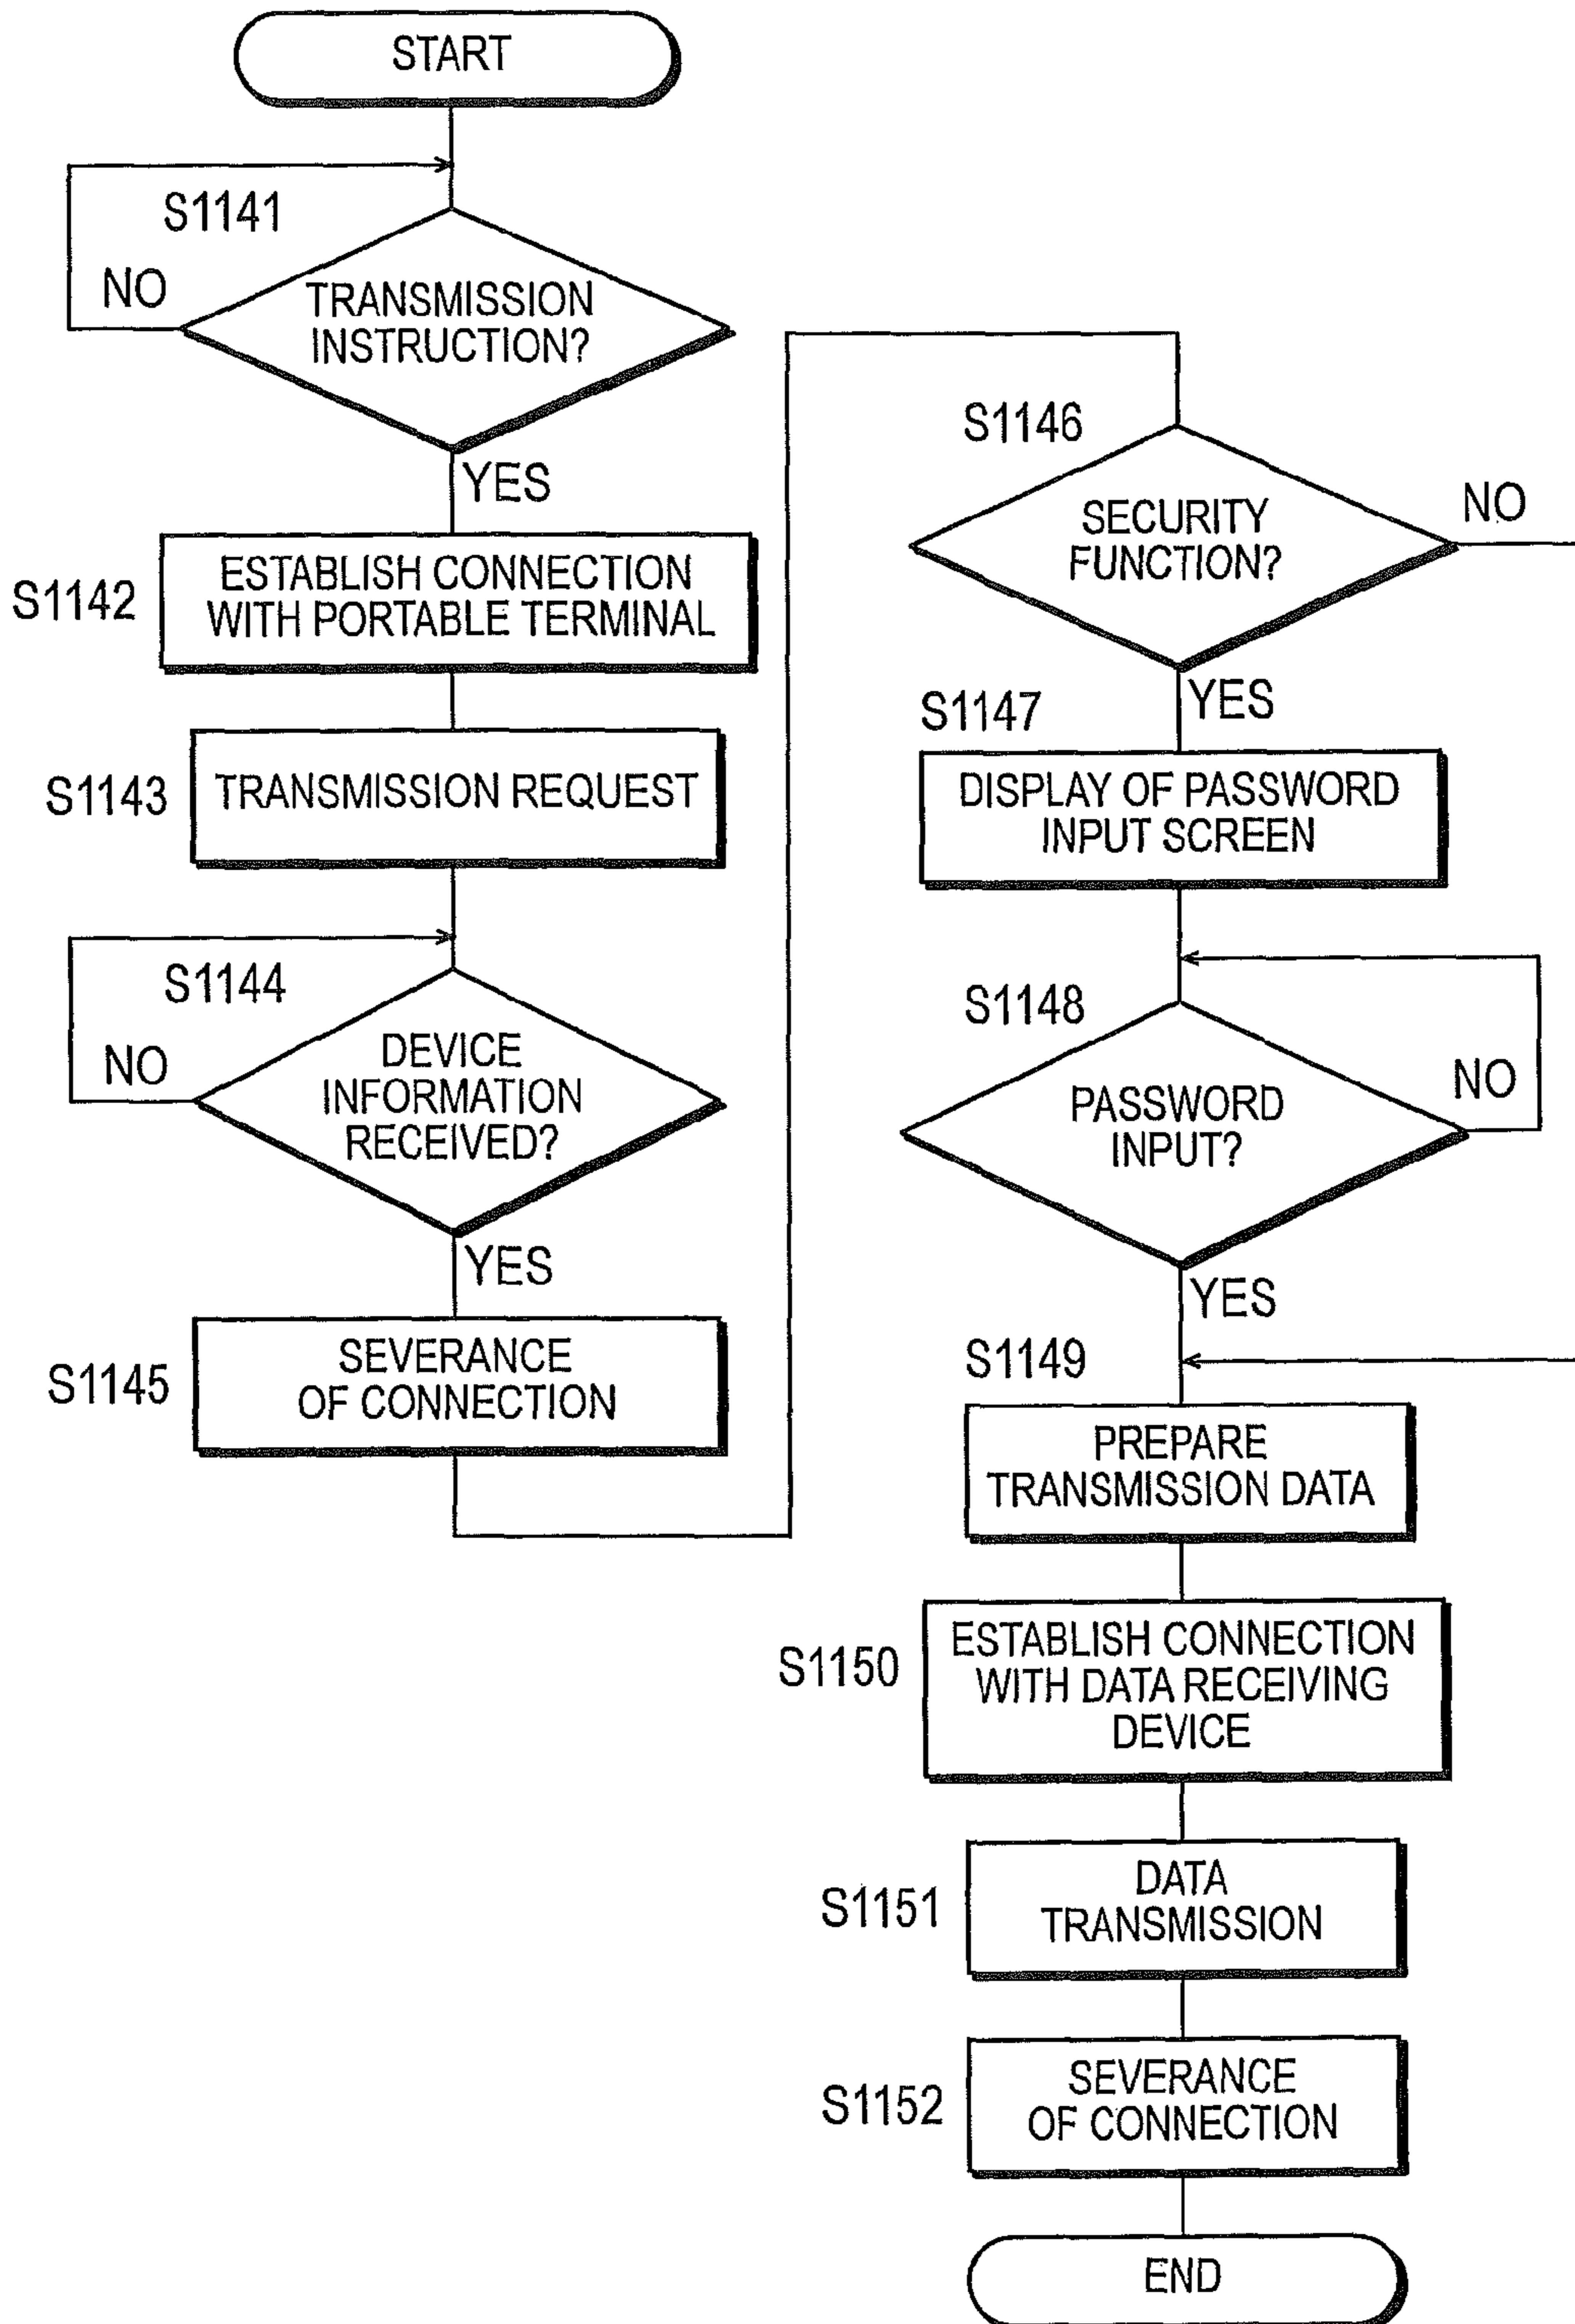 START
S1141
NO
TRANSMISSION
INSTRUCTION?
YES
S1142
ESTABLISH CONNECTION
WITH PORTABLE TERMINAL
S1143
TRANSMISSION REQUEST
S1144
NO
DEVICE
INFORMATION
RECEIVED?
YES
S1145
SEVERANCE
OF CONNECTION
S1146
SECURITY
FUNCTION?
NO
YES
S1147
DISPLAY OF PASSWORD
INPUT SCREEN
S1148
PASSWORD
INPUT?
NO
YES
S1149
PREPARE
TRANSMISSION DATA
S1150
ESTABLISH CONNECTION
WITH DATA RECEIVING
DEVICE
S1151
DATA
TRANSMISSION
S1152
SEVERANCE
OF CONNECTION
END